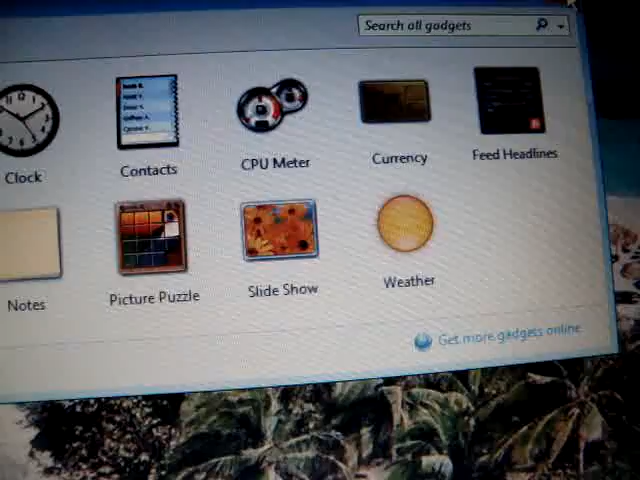 Search all gadgets
Clock
Contacts
CPU Meter
Currency
Feed Headlines
Notes
Picture Puzzle
Slide Show
Weather
Get more gadgets online